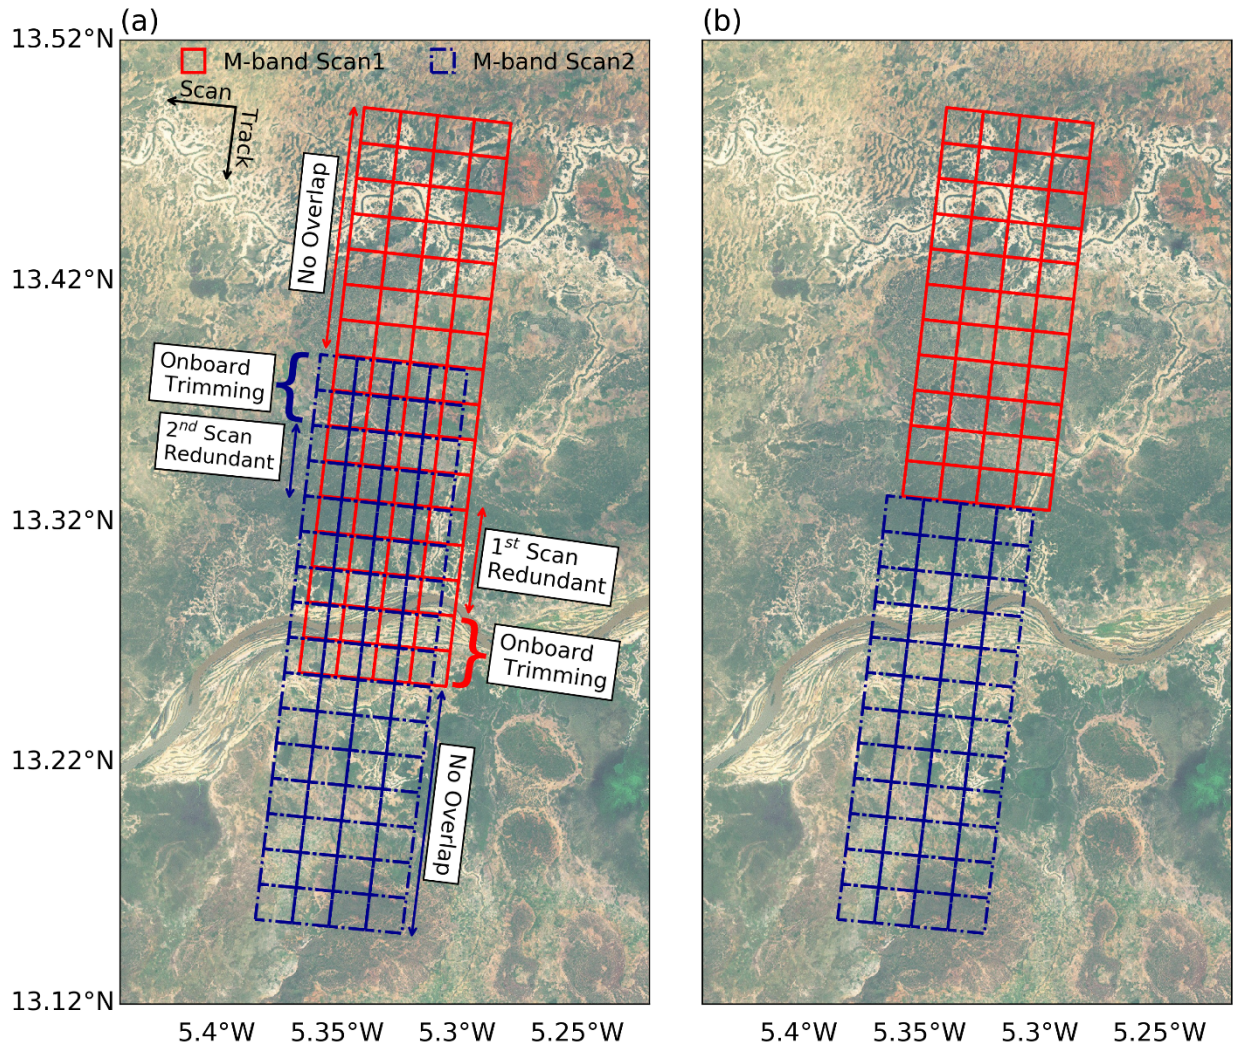 (a)
(b)
13.52°N
M-band Scan1
M-band Scan2
Scan
Track
No Overlap
13.42°N
Onboard
Trimming
2nd Scan
Redundant
13.32°N
1st Scan
Redundant
Onboard
Trimming
13.22°N
No Overlap
13.12°N
5.4°W
5.35°W
5.3°W
5.25°W
5.4°W
5.35°W
5.3°W
5.25°W